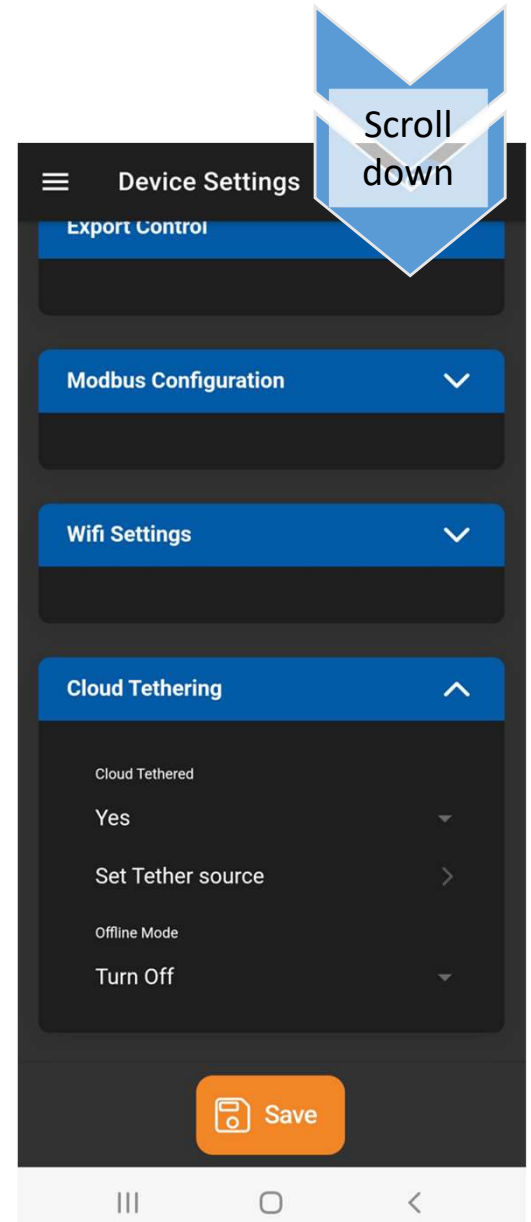 Scroll
down
Device Settings
Export Control
Modbus Configuration
Wifi Settings
Cloud Tethering
Cloud Tethered
Yes
Set Tether source
Offline Mode
Turn Off
Save